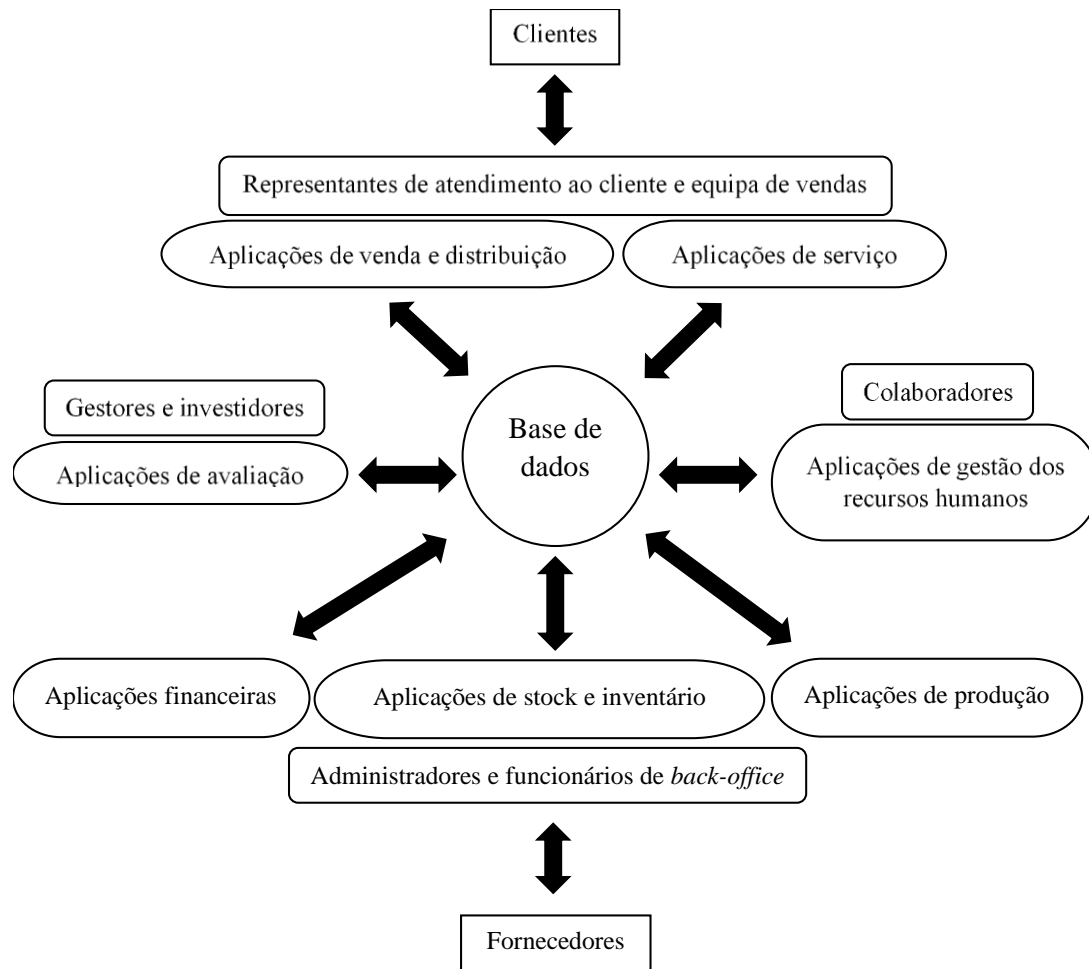 Clientes
Representantes de atendimento ao cliente e equipa de vendas
Aplicações de venda e distribuição
Aplicações de serviço
Gestores e investidores
Aplicações de avaliação
Base de
dados
Colaboradores
Aplicações de gestão dos
recursos humanos
Aplicações financeiras
Aplicações de stock e inventário
Aplicações de produção
Administradores e funcionários de back-office
Fornecedores